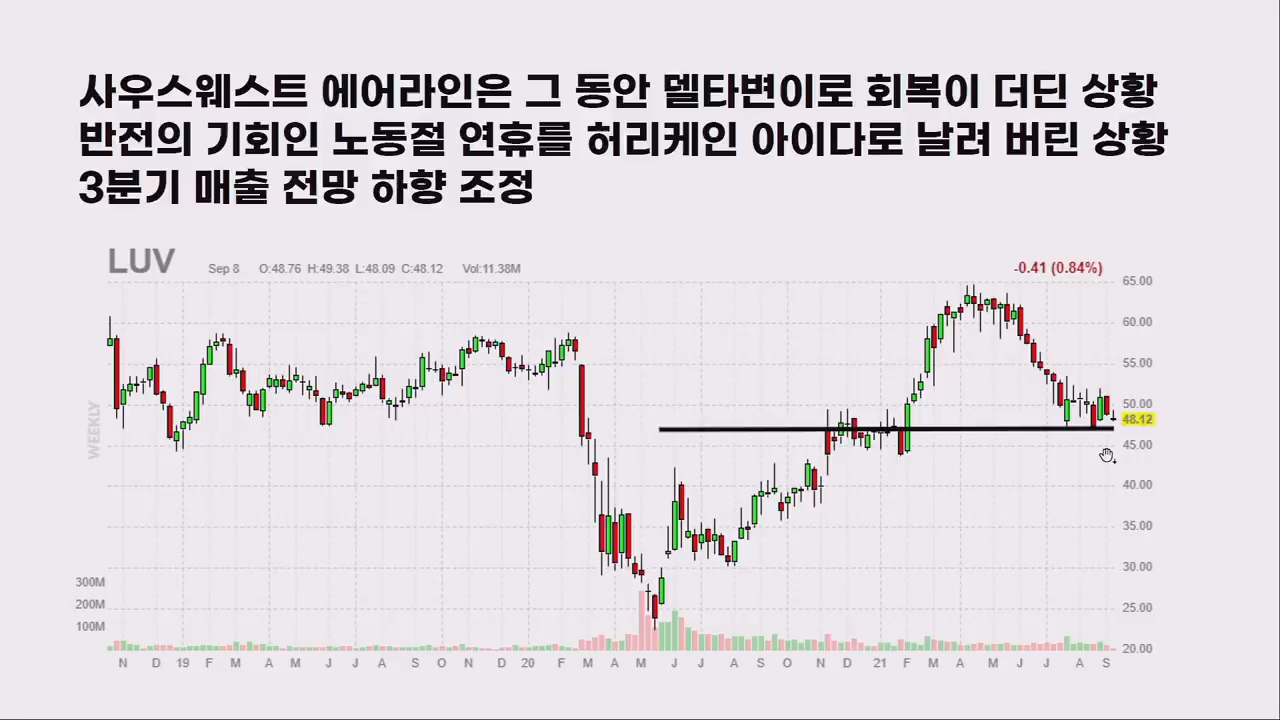 사우스웨스트 에어라인은 그 동안 델타변이로 회복이 더딘 상황
반전의 기회인 노동절 연휴를 허리케인 아이다로 날려 버린 상황
3분기 매출 전망 하향 조정
LUV Sep 8 O:48.76 H:49.38 L:48.09 C:48.12 Vol:11.38M -0.41 (0.84%)
65.00
60.00
55.00
50.00
48.12
45.00
40.00
35.00
30.00
25.00
20.00
WEEKLY
300M
200M
100M
N D 19 F M A M J J A S O N D 20 F M A M J J A S O N D 21 F M A M J J A S